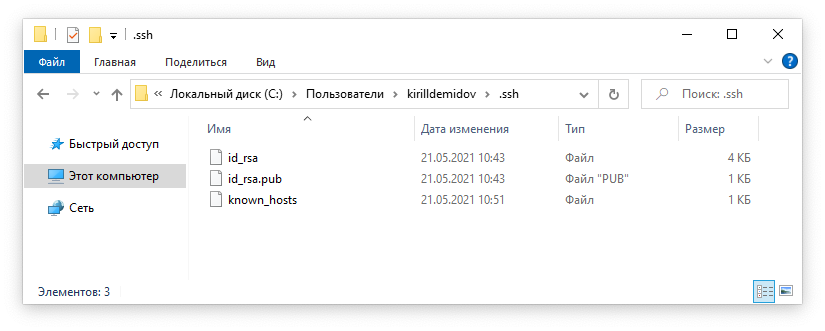 .ssh
Файл Главная Поделиться Вид
« Локальный диск (C:) › Пользователи › kirilldemidov › .ssh Поиск: .ssh
Имя Дата изменения Тип Размер
Быстрый доступ
Этот компьютер
Сеть
id_rsa 21.05.2021 10:43 Файл 4 КБ
id_rsa.pub 21.05.2021 10:43 Файл "PUB" 1 КБ
known_hosts 21.05.2021 10:51 Файл 1 КБ
Элементов: 3